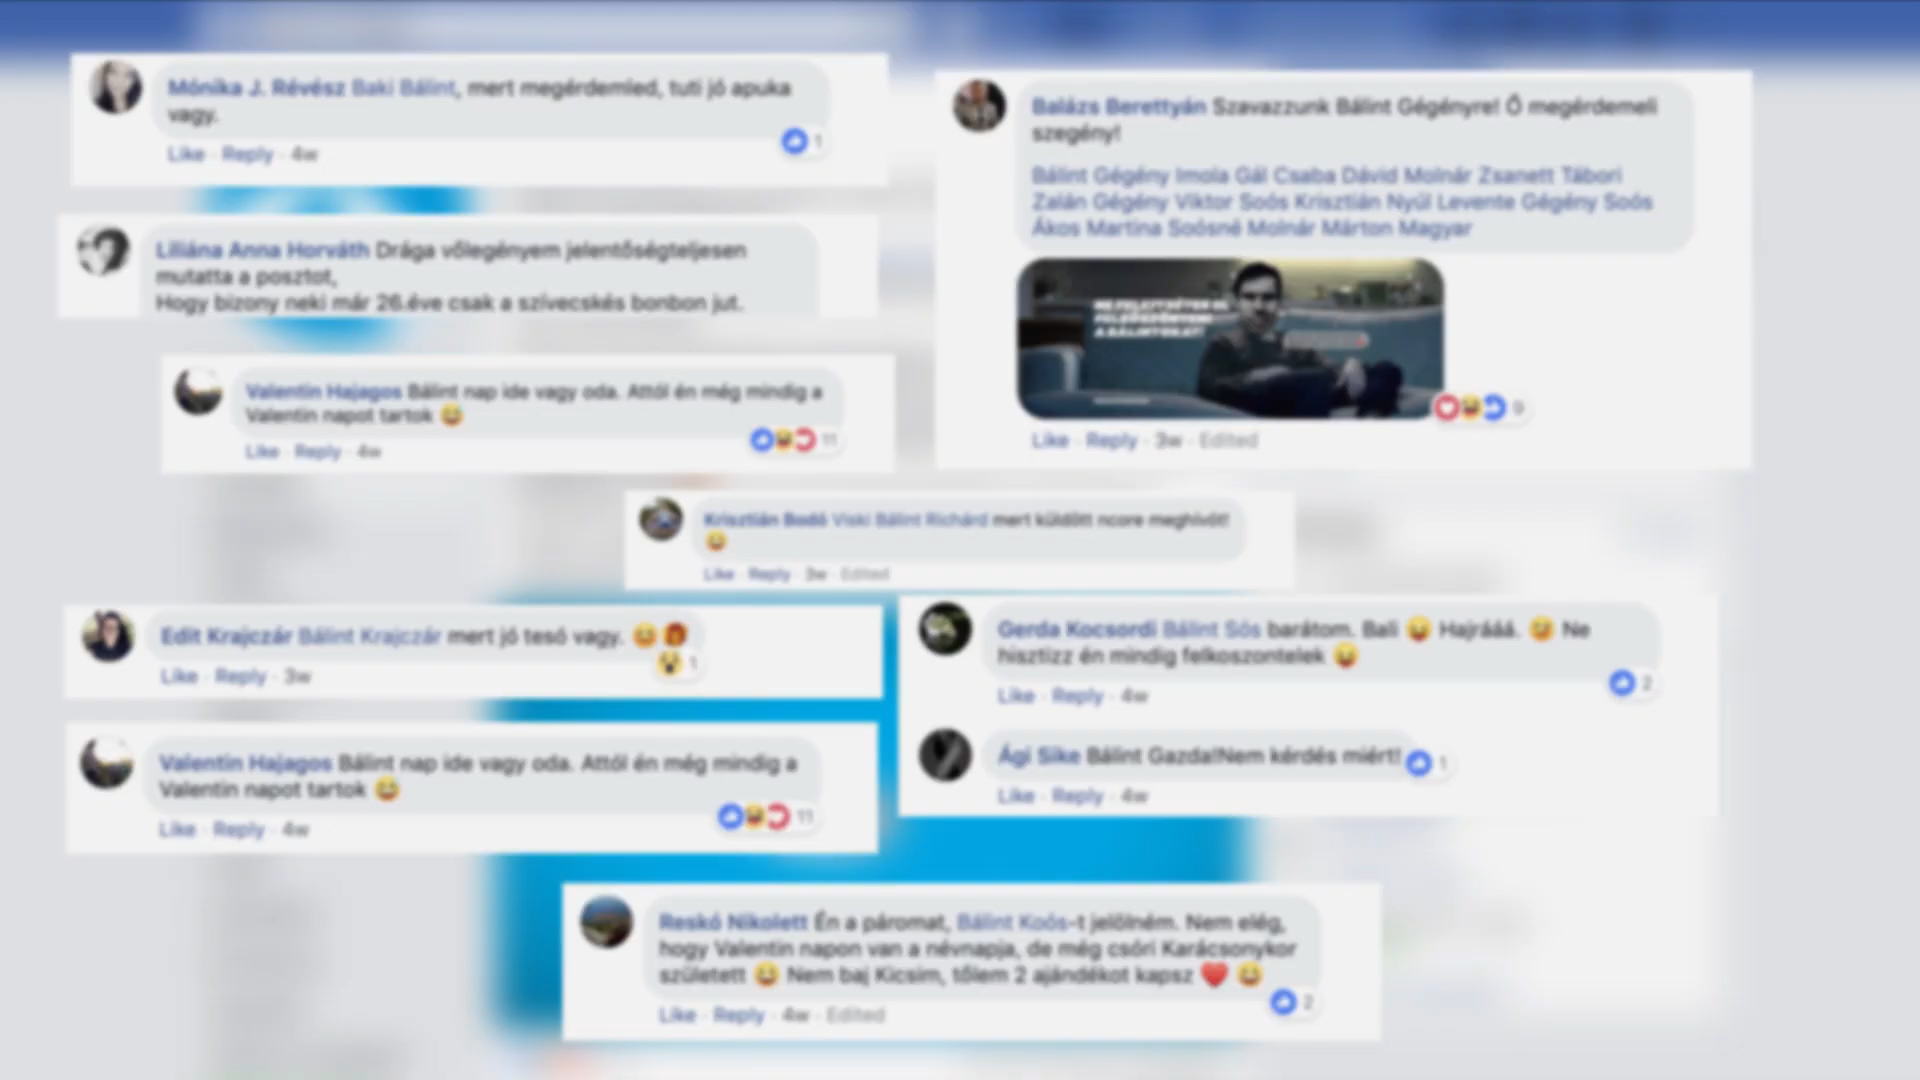 Mónika J. Révész Baki Bálint, mert megérdemled, tuti jó apuka
vagy.
1
Like · Reply · 4w
Liliána Anna Horváth Drága vőlegényem jelentőségteljesen
mutatta a posztot,
Hogy bizony neki már 26.éve csak a szívecskés bonbon jut.
Valentin Hajagos Bálint nap ide vagy oda. Attól én még mindig a
Valentin napot tartok 😄
11
Like · Reply · 4w
Balázs Berettyán Szavazzunk Bálint Gégényre! Ő megérdemeli
szegény!
Bálint Gégény Imola Gál Csaba Dávid Molnár Zsanett Tábori
Zalán Gégény Viktor Soós Krisztián Nyúl Levente Gégény Soós
Ákos Martina Soósné Molnár Márton Magyar
A BÁLINTOKAT!
9
Like · Reply · 3w · Edited
Krisztián Bodó Viski Bálint Richárd mert küldött ncore meghívót!
😄
Like · Reply · 3w · Edited
Edit Krajczár Bálint Krajczár mert jó tesó vagy.
1
Like · Reply · 3w
Valentin Hajagos Bálint nap ide vagy oda. Attól én még mindig a
Valentin napot tartok 😄
11
Like · Reply · 4w
Gerda Kocsordi Bálint Sós barátom. Bali 😝 Hajrááá. 😜 Ne
hisztizz én mindig felkoszontelek 😝
2
Like · Reply · 4w
Ági Sike Bálint Gazda!Nem kérdés miért!
1
Like · Reply · 4w
Reskó Nikolett Én a páromat, Bálint Koós-t jelölném. Nem elég,
hogy Valentin napon van a névnapja, de még csóri Karácsonykor
született 😄 Nem baj Kicsim, tőlem 2 ajándékot kapsz ❤️ 😄
2
Like · Reply · 4w · Edited